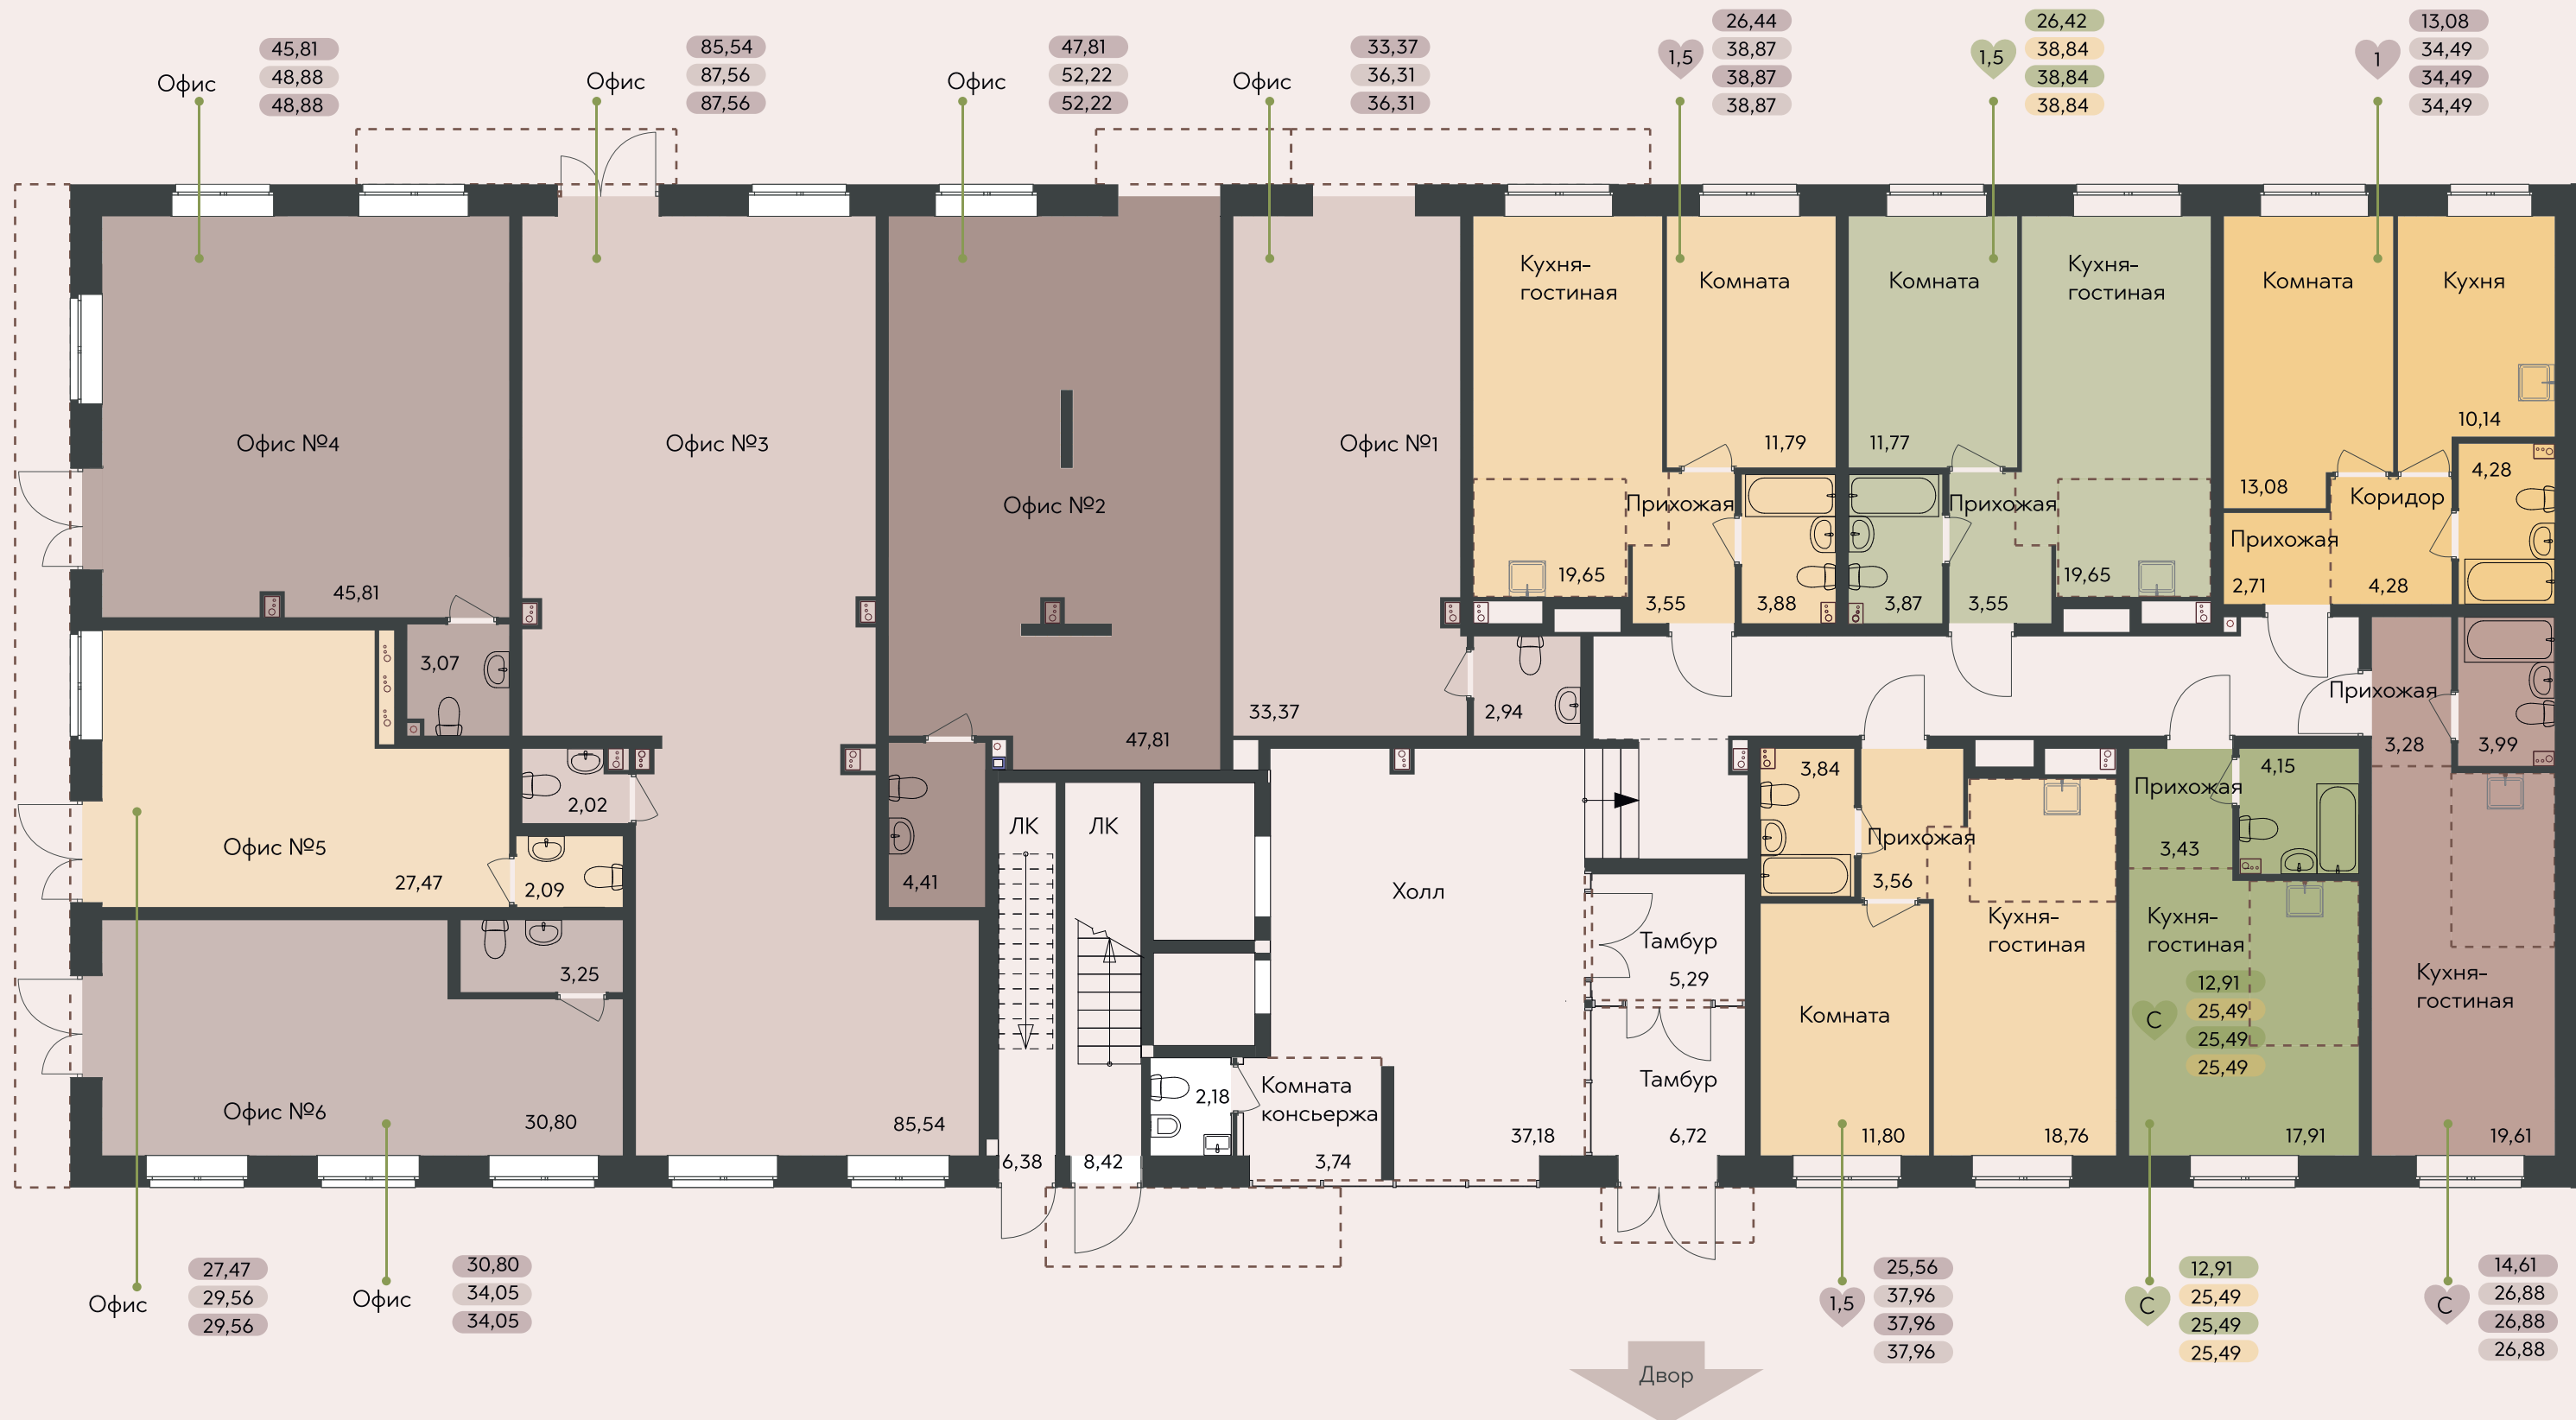 Офис
45,81
48,88
48,88
Офис
85,54
87,56
87,56
Офис
47,81
52,22
52,22
Офис
33,37
36,31
36,31
1,5
26,44
38,87
38,87
38,87
1,5
26,42
38,84
38,84
38,84
1
13,08
34,49
34,49
34,49
Офис №4
45,81
3,07
Офис №3
85,54
2,02
Офис №2
47,81
4,41
Офис №1
33,37
2,94
Кухня-
гостиная
19,65
Комната
11,79
Прихожая
3,55
3,88
Комната
11,77
Кухня-
гостиная
19,65
Прихожая
3,87
3,55
Комната
13,08
Кухня
10,14
4,28
Коридор
4,28
Прихожая
2,71
Офис №5
27,47
2,09
Офис №6
30,80
3,25
ЛК
6,38
ЛК
8,42
Холл
37,18
2,18
Комната
консьержа
3,74
Тамбур
5,29
Тамбур
6,72
3,84
Прихожая
3,56
Комната
11,80
Кухня-
гостиная
18,76
Прихожая
3,43
4,15
Кухня-
гостиная
С
12,91
25,49
25,49
25,49
17,91
Прихожая
3,28
3,99
Кухня-
гостиная
19,61
Офис
27,47
29,56
29,56
Офис
30,80
34,05
34,05
1,5
25,56
37,96
37,96
37,96
С
12,91
25,49
25,49
25,49
С
14,61
26,88
26,88
26,88
Двор